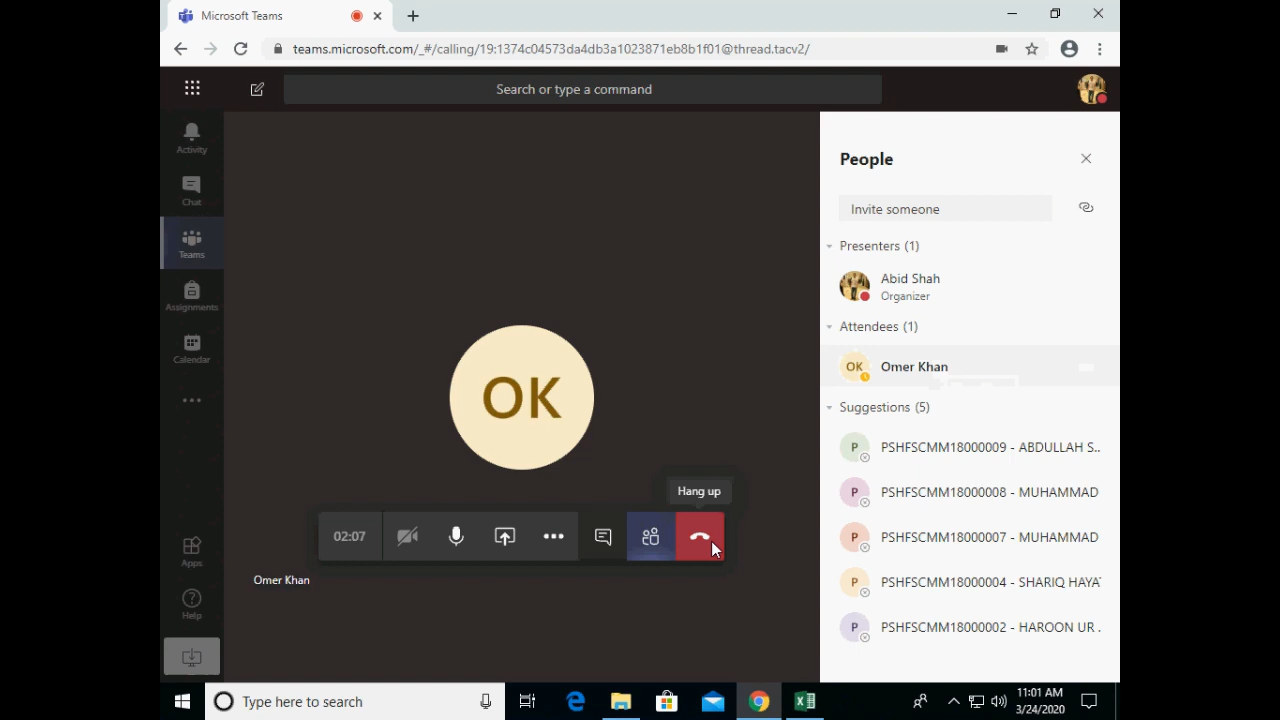 Microsoft Teams
teams.microsoft.com/_#/calling/19:1374c04573da4db3a1023871eb8b1f01@thread.tacv2/
Search or type a command
Activity
Chat
Teams
Assignments
Calendar
Apps
Help
OK
Hang up
02:07
Omer Khan
People
Invite someone
Presenters (1)
Abid Shah
Organizer
Attendees (1)
OK
Omer Khan
Suggestions (5)
P
PSHFSCMM18000009 - ABDULLAH S..
P
PSHFSCMM18000008 - MUHAMMAD
P
PSHFSCMM18000007 - MUHAMMAD
P
PSHFSCMM18000004 - SHARIQ HAYAT
P
PSHFSCMM18000002 - HAROON UR .
Type here to search
11:01 AM
3/24/2020